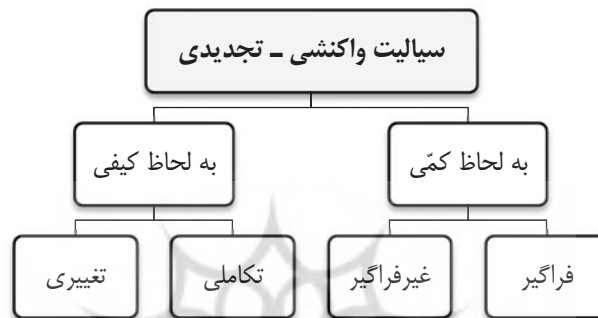 سیالیت واکنشی ـ تجدیدی
به لحاظ کمّی
به لحاظ کیفی
فراگیر
غیرفراگیر
تکاملی
تغییری